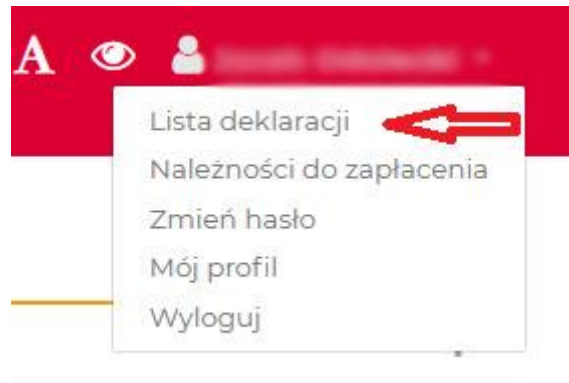 A
Lista deklaracji
Należności do zapłacenia
Zmień hasło
Mój profil
Wyloguj